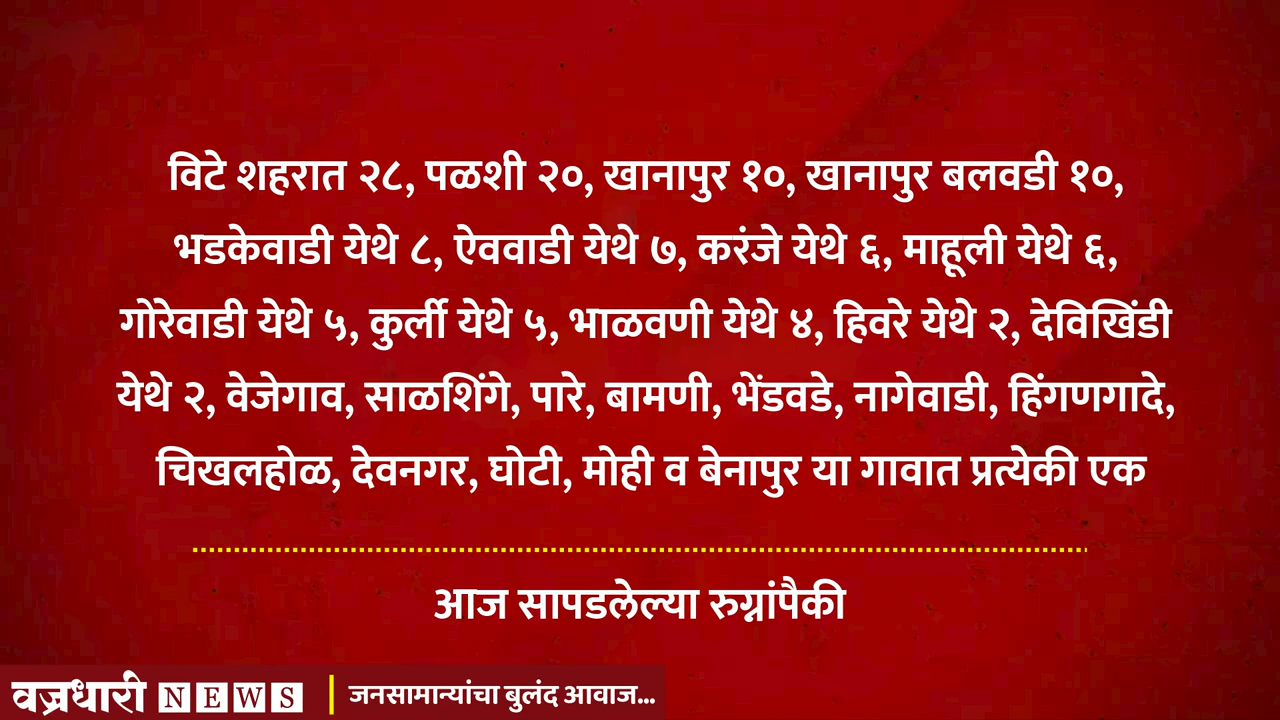 विटे शहरात २८, पळशी २०, खानापुर १०, खानापुर बलवडी १०,
भडकेवाडी येथे ८, ऐववाडी येथे ७, करंजे येथे ६, माहूली येथे ६,
गोरेवाडी येथे ५, कुर्ली येथे ५, भाळवणी येथे ४, हिवरे येथे २, देविखिंडी
येथे २, वेजेगाव, साळशिंगे, पारे, बामणी, भेंडवडे, नागेवाडी, हिंगणगादे,
चिखलहोळ, देवनगर, घोटी, मोही व बेनापुर या गावात प्रत्येकी एक
आज सापडलेल्या रुग्नांपैकी
वज्रधारी NEWS जनसामान्यांचा बुलंद आवाज...